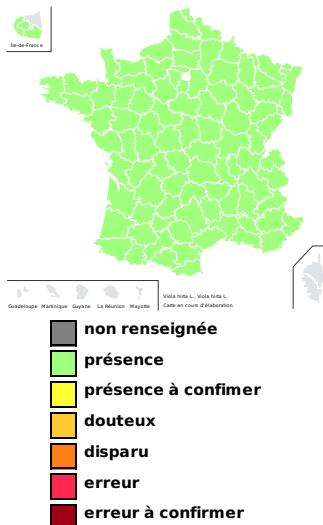 Île-de-France
Guadeloupe Martinique Guyane La Réunion Mayotte
Viola hirta L., Viola hirta L.
Carte en cours d'élaboration.
non renseignée
présence
présence à confimer
douteux
disparu
erreur
erreur à confirmer